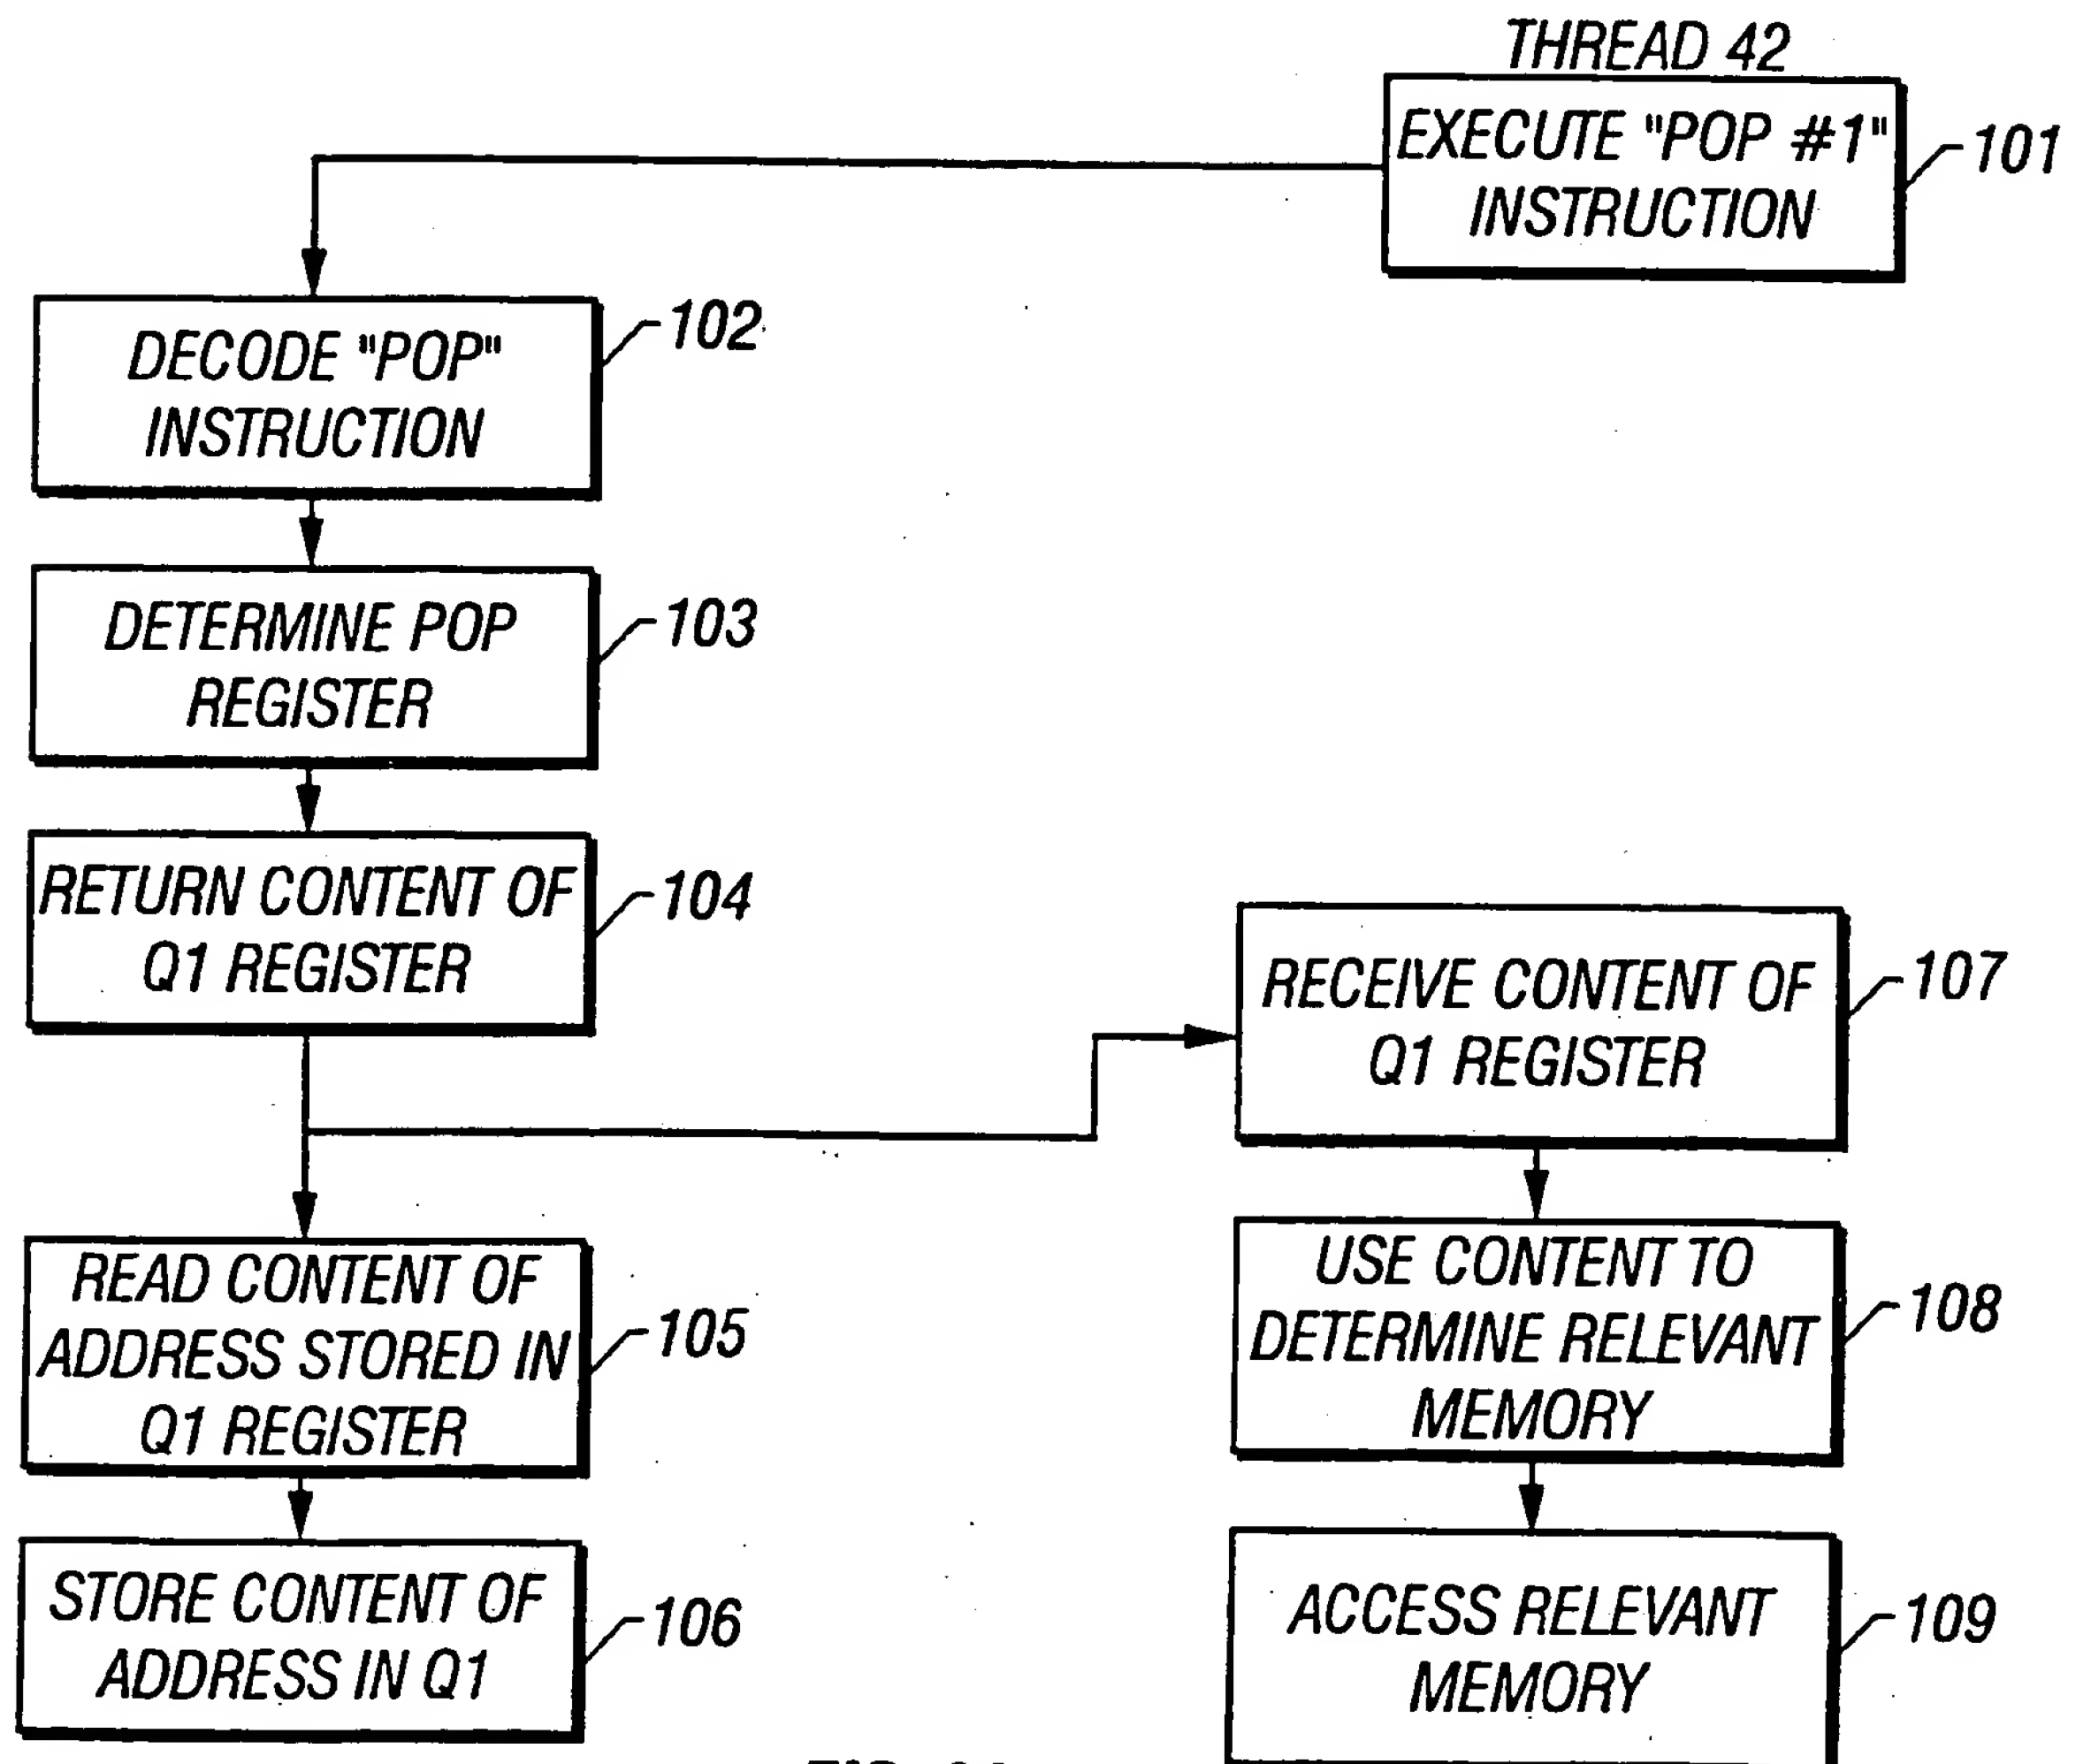 THREAD 42
EXECUTE "POP #1"
INSTRUCTION
101
DECODE "POP"
INSTRUCTION
102
DETERMINE POP
REGISTER
103
RETURN CONTENT OF
Q1 REGISTER
104
READ CONTENT OF
ADDRESS STORED IN
Q1 REGISTER
105
STORE CONTENT OF
ADDRESS IN Q1
106
RECEIVE CONTENT OF
Q1 REGISTER
107
USE CONTENT TO
DETERMINE RELEVANT
MEMORY
108
ACCESS RELEVANT
MEMORY
109